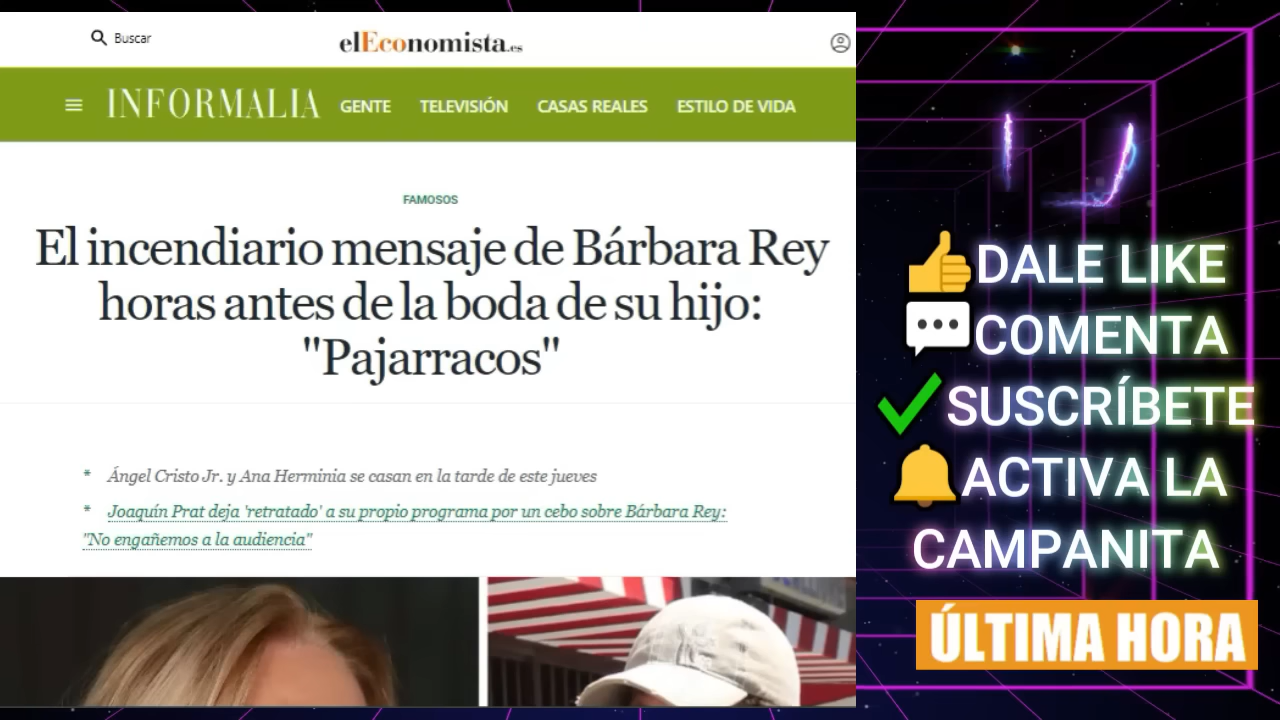 Buscar
elEconomista.es
INFORMALIA GENTE TELEVISIÓN CASAS REALES ESTILO DE VIDA
FAMOSOS
El incendiario mensaje de Bárbara Rey
horas antes de la boda de su hijo:
"Pajarracos"
* Ángel Cristo Jr. y Ana Herminia se casan en la tarde de este jueves
* Joaquín Prat deja 'retratado' a su propio programa por un cebo sobre Bárbara Rey:
"No engañemos a la audiencia"
DALE LIKE
COMENTA
SUSCRÍBETE
ACTIVA LA
CAMPANITA
ÚLTIMA HORA